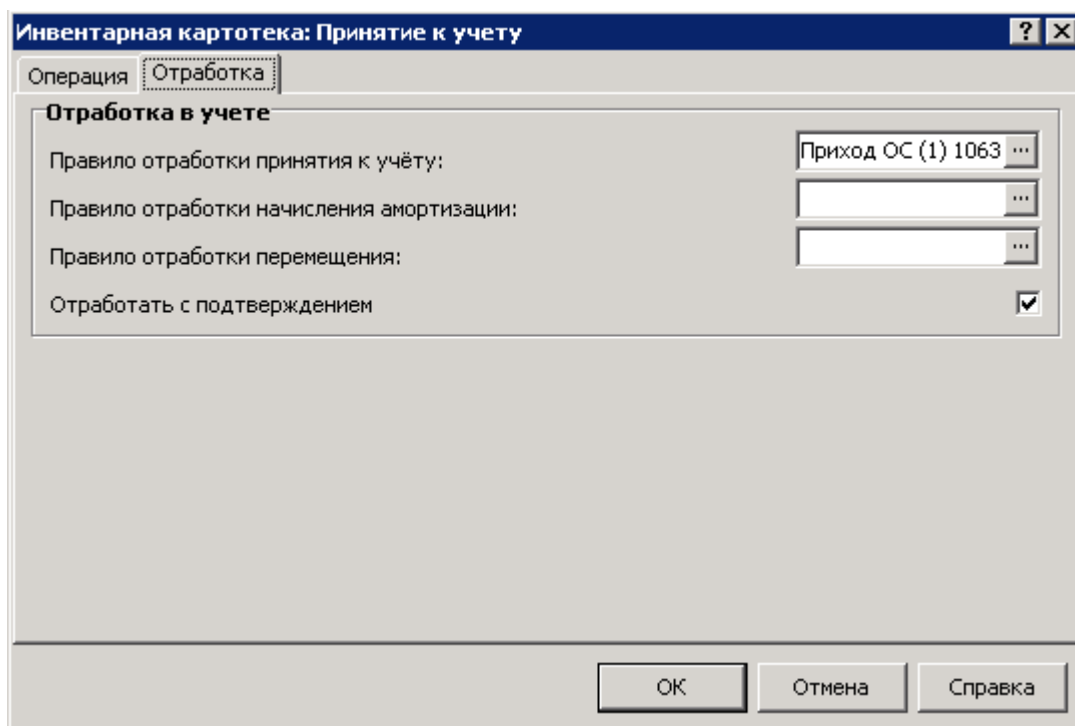 Инвентарная картотека: Принятие к учету
Операция Отработка
Отработка в учете
Правило отработки принятия к учёту: Приход ОС (1) 1063 ...
Правило отработки начисления амортизации: ...
Правило отработки перемещения: ...
Отработать с подтверждением
ОК Отмена Справка